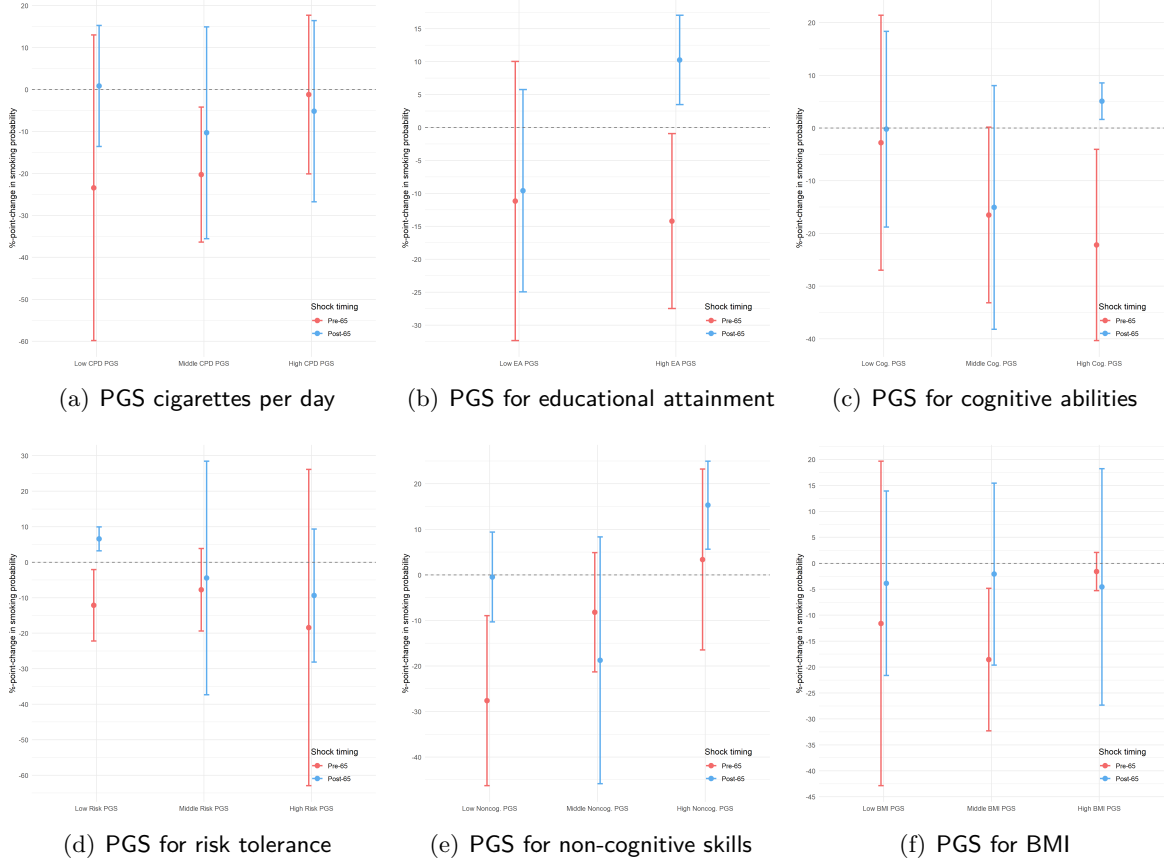 %-point-change in smoking probability
20
10
0
-10
-20
-30
-40
-50
-60
Shock timing
Pre-65
Post-65
Low CPD PGS Middle CPD PGS High CPD PGS
(a) PGS cigarettes per day
%-point-change in smoking probability
15
10
5
0
-5
-10
-15
-20
-25
-30
Shock timing
Pre-65
Post-65
Low EA PGS High EA PGS
(b) PGS for educational attainment
%-point-change in smoking probability
20
10
0
-10
-20
-30
-40
Shock timing
Pre-65
Post-65
Low Cog. PGS Middle Cog. PGS High Cog. PGS
(c) PGS for cognitive abilities
%-point-change in smoking probability
30
20
10
0
-10
-20
-30
-40
-50
-60
Shock timing
Pre-65
Post-65
Low Risk PGS Middle Risk PGS High Risk PGS
(d) PGS for risk tolerance
%-point-change in smoking probability
20
10
0
-10
-20
-30
-40
Shock timing
Pre-65
Post-65
Low Noncog. PGS Middle Noncog. PGS High Noncog. PGS
(e) PGS for non-cognitive skills
%-point-change in smoking probability
20
15
10
5
0
-5
-10
-15
-20
-25
-30
-35
-40
-45
Shock timing
Pre-65
Post-65
Low BMI PGS Middle BMI PGS High BMI PGS
(f) PGS for BMI